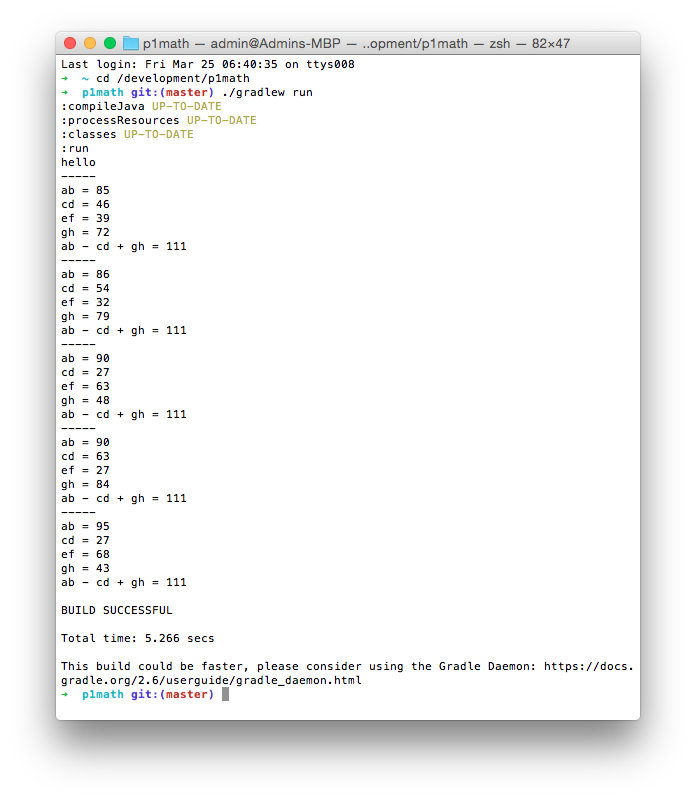 p1math — admin@Admins-MBP — ..opment/p1math — zsh — 82×47
Last login: Fri Mar 25 06:40:35 on ttys008
➜  ~ cd /development/p1math
➜  p1math git:(master) ./gradlew run
:compileJava UP-TO-DATE
:processResources UP-TO-DATE
:classes UP-TO-DATE
:run
hello
-----
ab = 85
cd = 46
ef = 39
gh = 72
ab - cd + gh = 111
-----
ab = 86
cd = 54
ef = 32
gh = 79
ab - cd + gh = 111
-----
ab = 90
cd = 27
ef = 63
gh = 48
ab - cd + gh = 111
-----
ab = 90
cd = 63
ef = 27
gh = 84
ab - cd + gh = 111
-----
ab = 95
cd = 27
ef = 68
gh = 43
ab - cd + gh = 111
BUILD SUCCESSFUL
Total time: 5.266 secs
This build could be faster, please consider using the Gradle Daemon: https://docs.
gradle.org/2.6/userguide/gradle_daemon.html
➜  p1math git:(master)